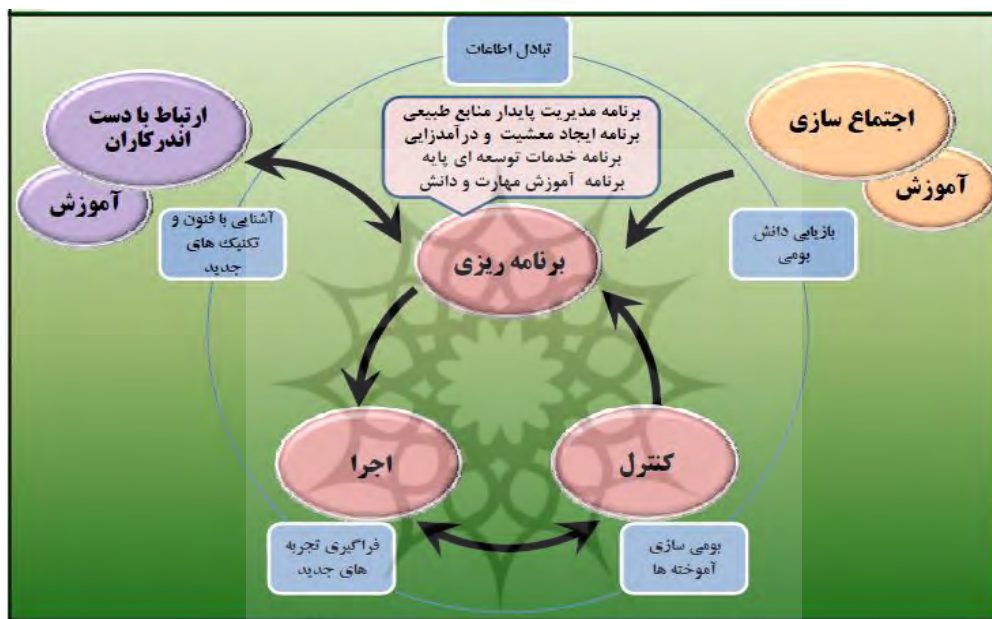 تبادل اطاعات
اجتماع سازی
آموزش
ارتباط با دست
اندرکاران
آموزش
برنامه مدیریت پایدار منابع طبیعی
برنامه ایجاد معشیت و درآمدزایی
برنامه خدمات توسعه ای پایه
برنامه آموزش مهارت و دانش
بازیابی دانش
بومی
آشنایی با فنون و
تکنیک های
جدید
برنامه ریزی
کنترل
اجرا
بومی سازی
آموخته ها
فراگیری تجربه
های جدید